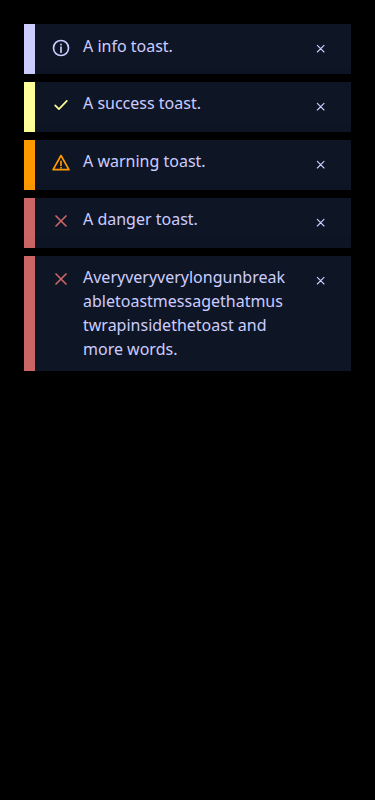 A info toast.
A success toast.
A warning toast.
A danger toast.
Averyveryverylongunbreak
abletoastmessagethatmus
twrapinsidethetoast and
more words.